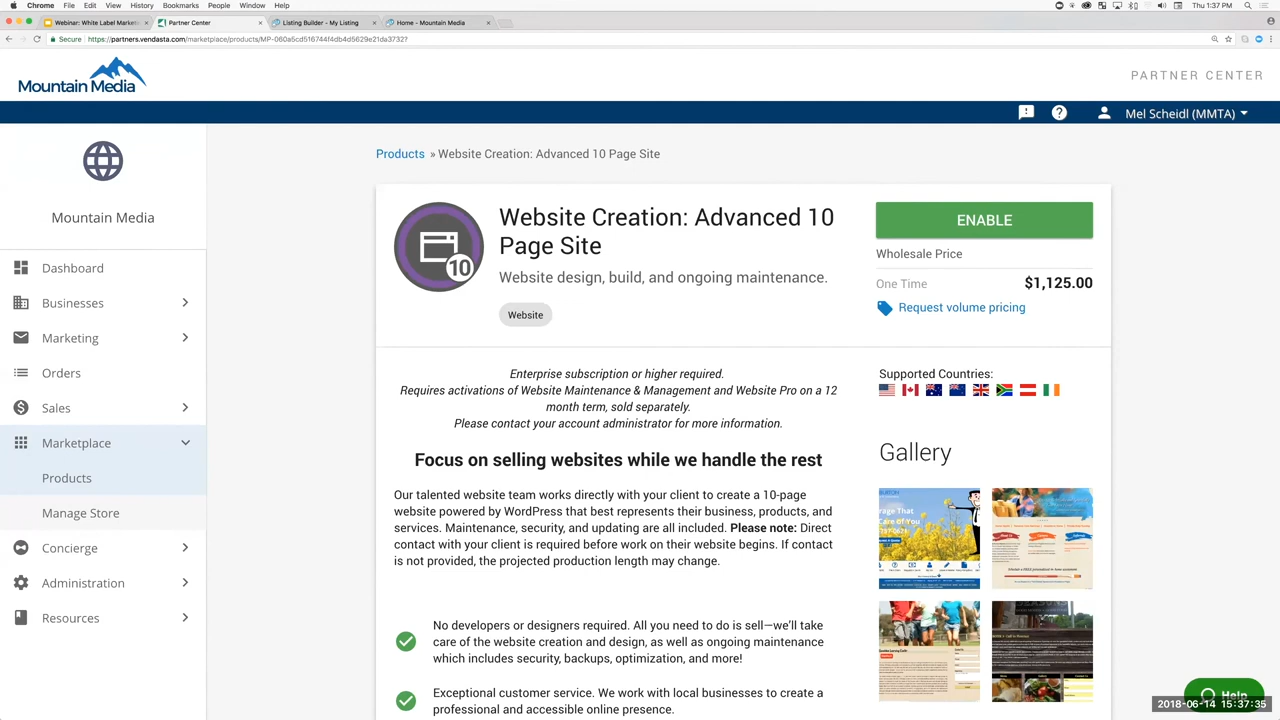 Chrome File Edit View History Bookmarks People Window Help
Thu 1:37 PM
Webinar: White Label Marketi
Partner Center
Listing Builder - My Listing
Home - Mountain Media
Secure
https://partners.vendasta.com/marketplace/products/MP-060a5cd516744f4db4d5629e21da3732?
Mountain Media
PARTNER CENTER
Mel Scheidl (MMTA)
Mountain Media
Dashboard
Businesses
Marketing
Orders
Sales
Marketplace
Products
Manage Store
Concierge
Administration
Resources
Products » Website Creation: Advanced 10 Page Site
10
Website Creation: Advanced 10
Page Site
Website design, build, and ongoing maintenance.
Website
ENABLE
Wholesale Price
One Time $1,125.00
Request volume pricing
Enterprise subscription or higher required.
Requires activations of Website Maintenance & Management and Website Pro on a 12
month term, sold separately.
Please contact your account administrator for more information.
Focus on selling websites while we handle the rest
Our talented website team works directly with your client to create a 10-page
website powered by WordPress that best represents their business, products, and
services. Maintenance, security, and updating are all included. Please note: Direct
contact with your client is required before work on their website begins. If contact
is not provided, the projected production length may change.
No developers or designers required. All you need to do is sell—we'll take
care of the website creation and design, as well as ongoing maintenance
which includes security, backups, optimization, and more!
Exceptional customer service. We work with local businesses to create a
professional and accessible online presence.
Supported Countries:
Gallery
Help
2018-06-14 15:37:35